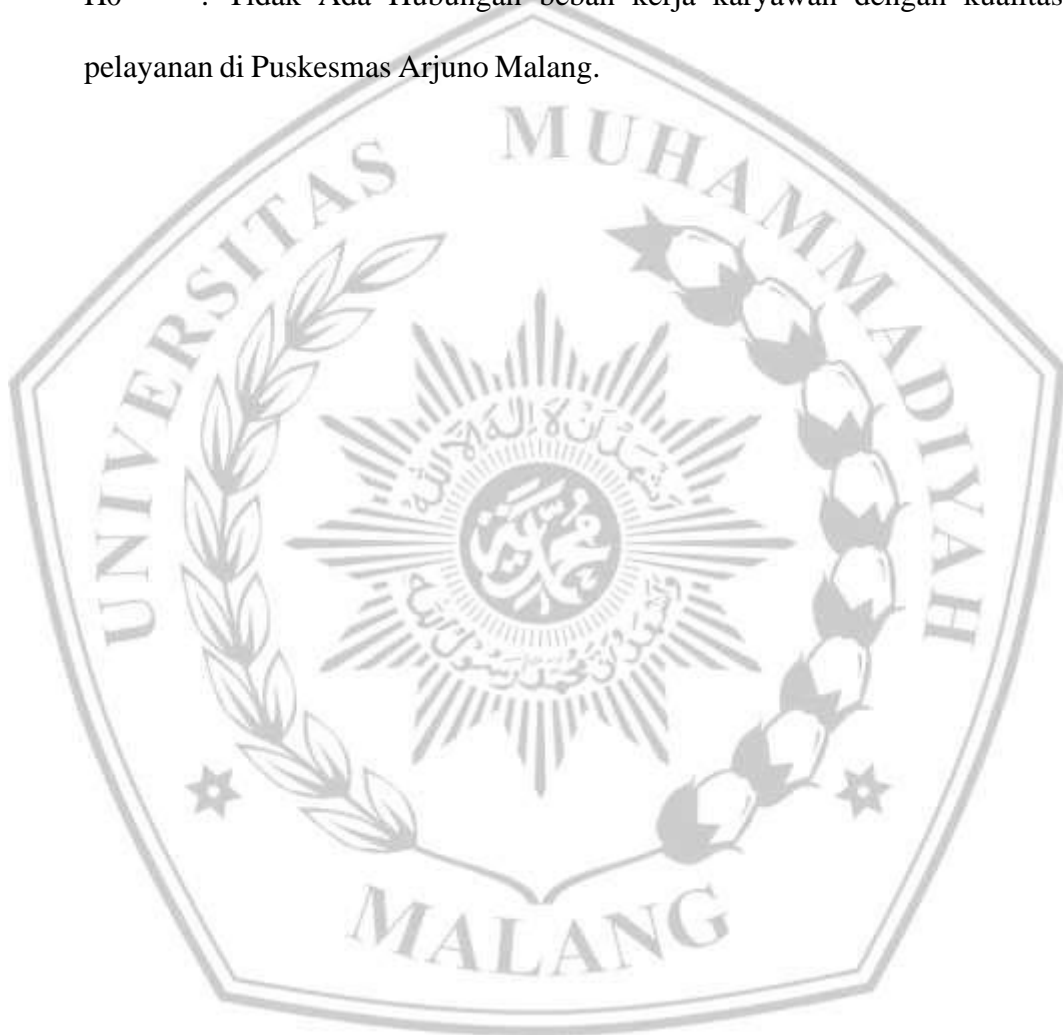 Ho : Tidak Ada Hubungan beban kerja karyawan dengan kualitas
pelayanan di Puskesmas Arjuno Malang.
UNIVERSITAS MUHAMMADIYAH
MALANG